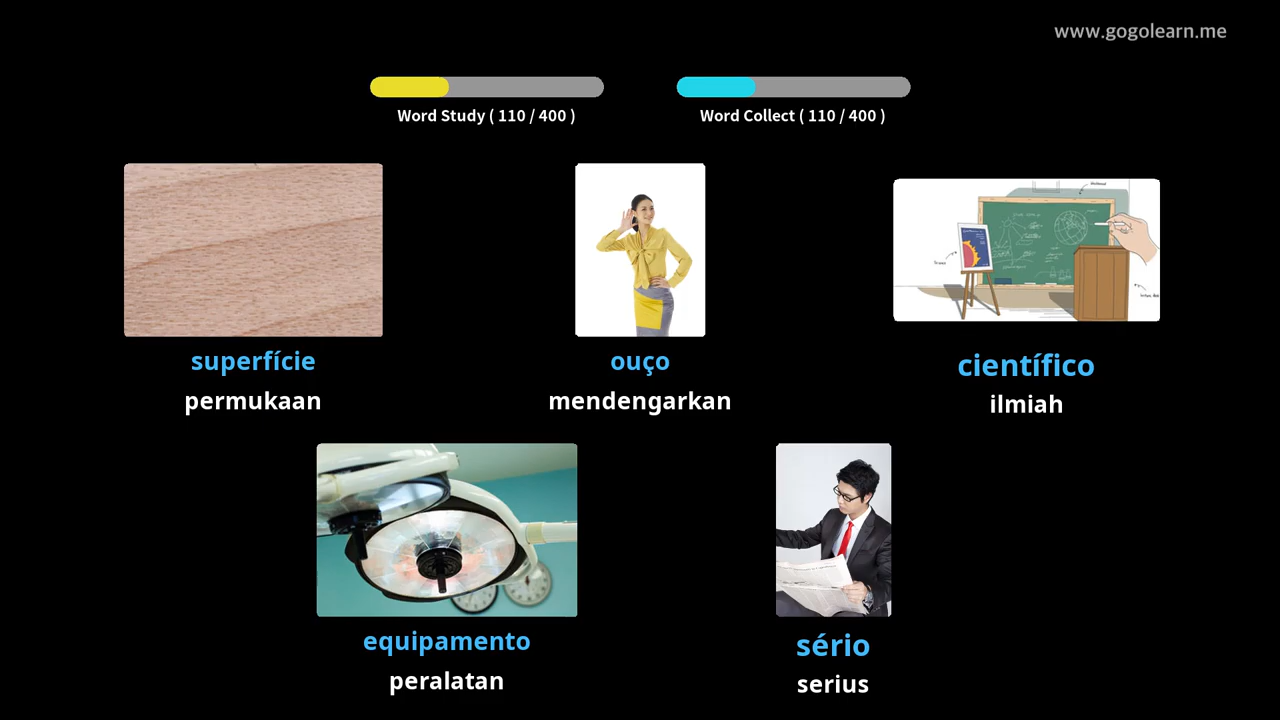 www.gogolearn.me
Word Study ( 110 / 400 )
Word Collect ( 110 / 400 )
superfície
permukaan
ouço
mendengarkan
científico
ilmiah
equipamento
peralatan
sério
serius